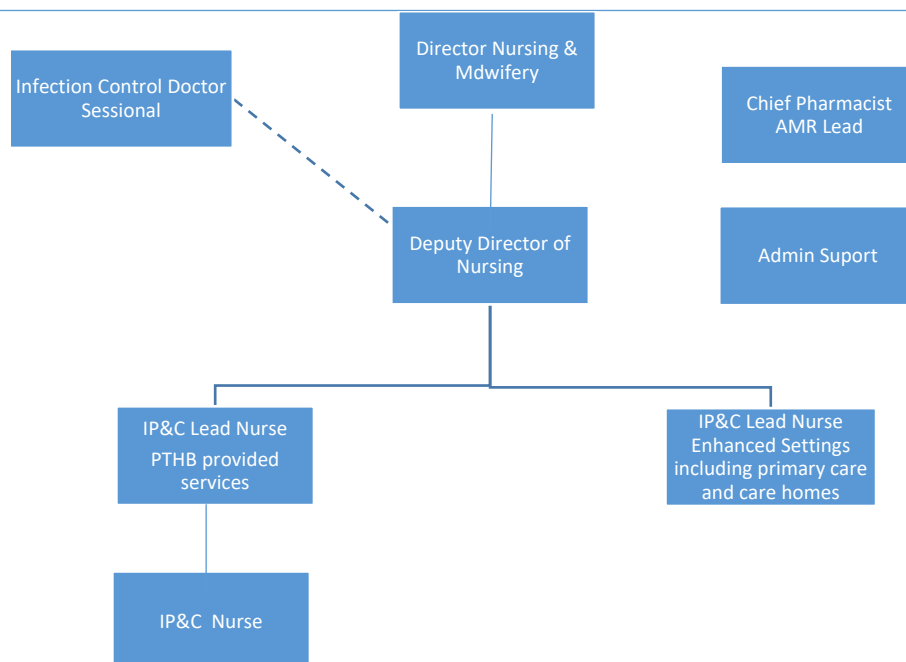 Director Nursing &
Mdwifery
Infection Control Doctor
Sessional
Chief Pharmacist
AMR Lead
Deputy Director of
Nursing
Admin Suport
IP&C Lead Nurse
PTHB provided
services
IP&C Lead Nurse
Enhanced Settings
including primary care
and care homes
IP&C Nurse